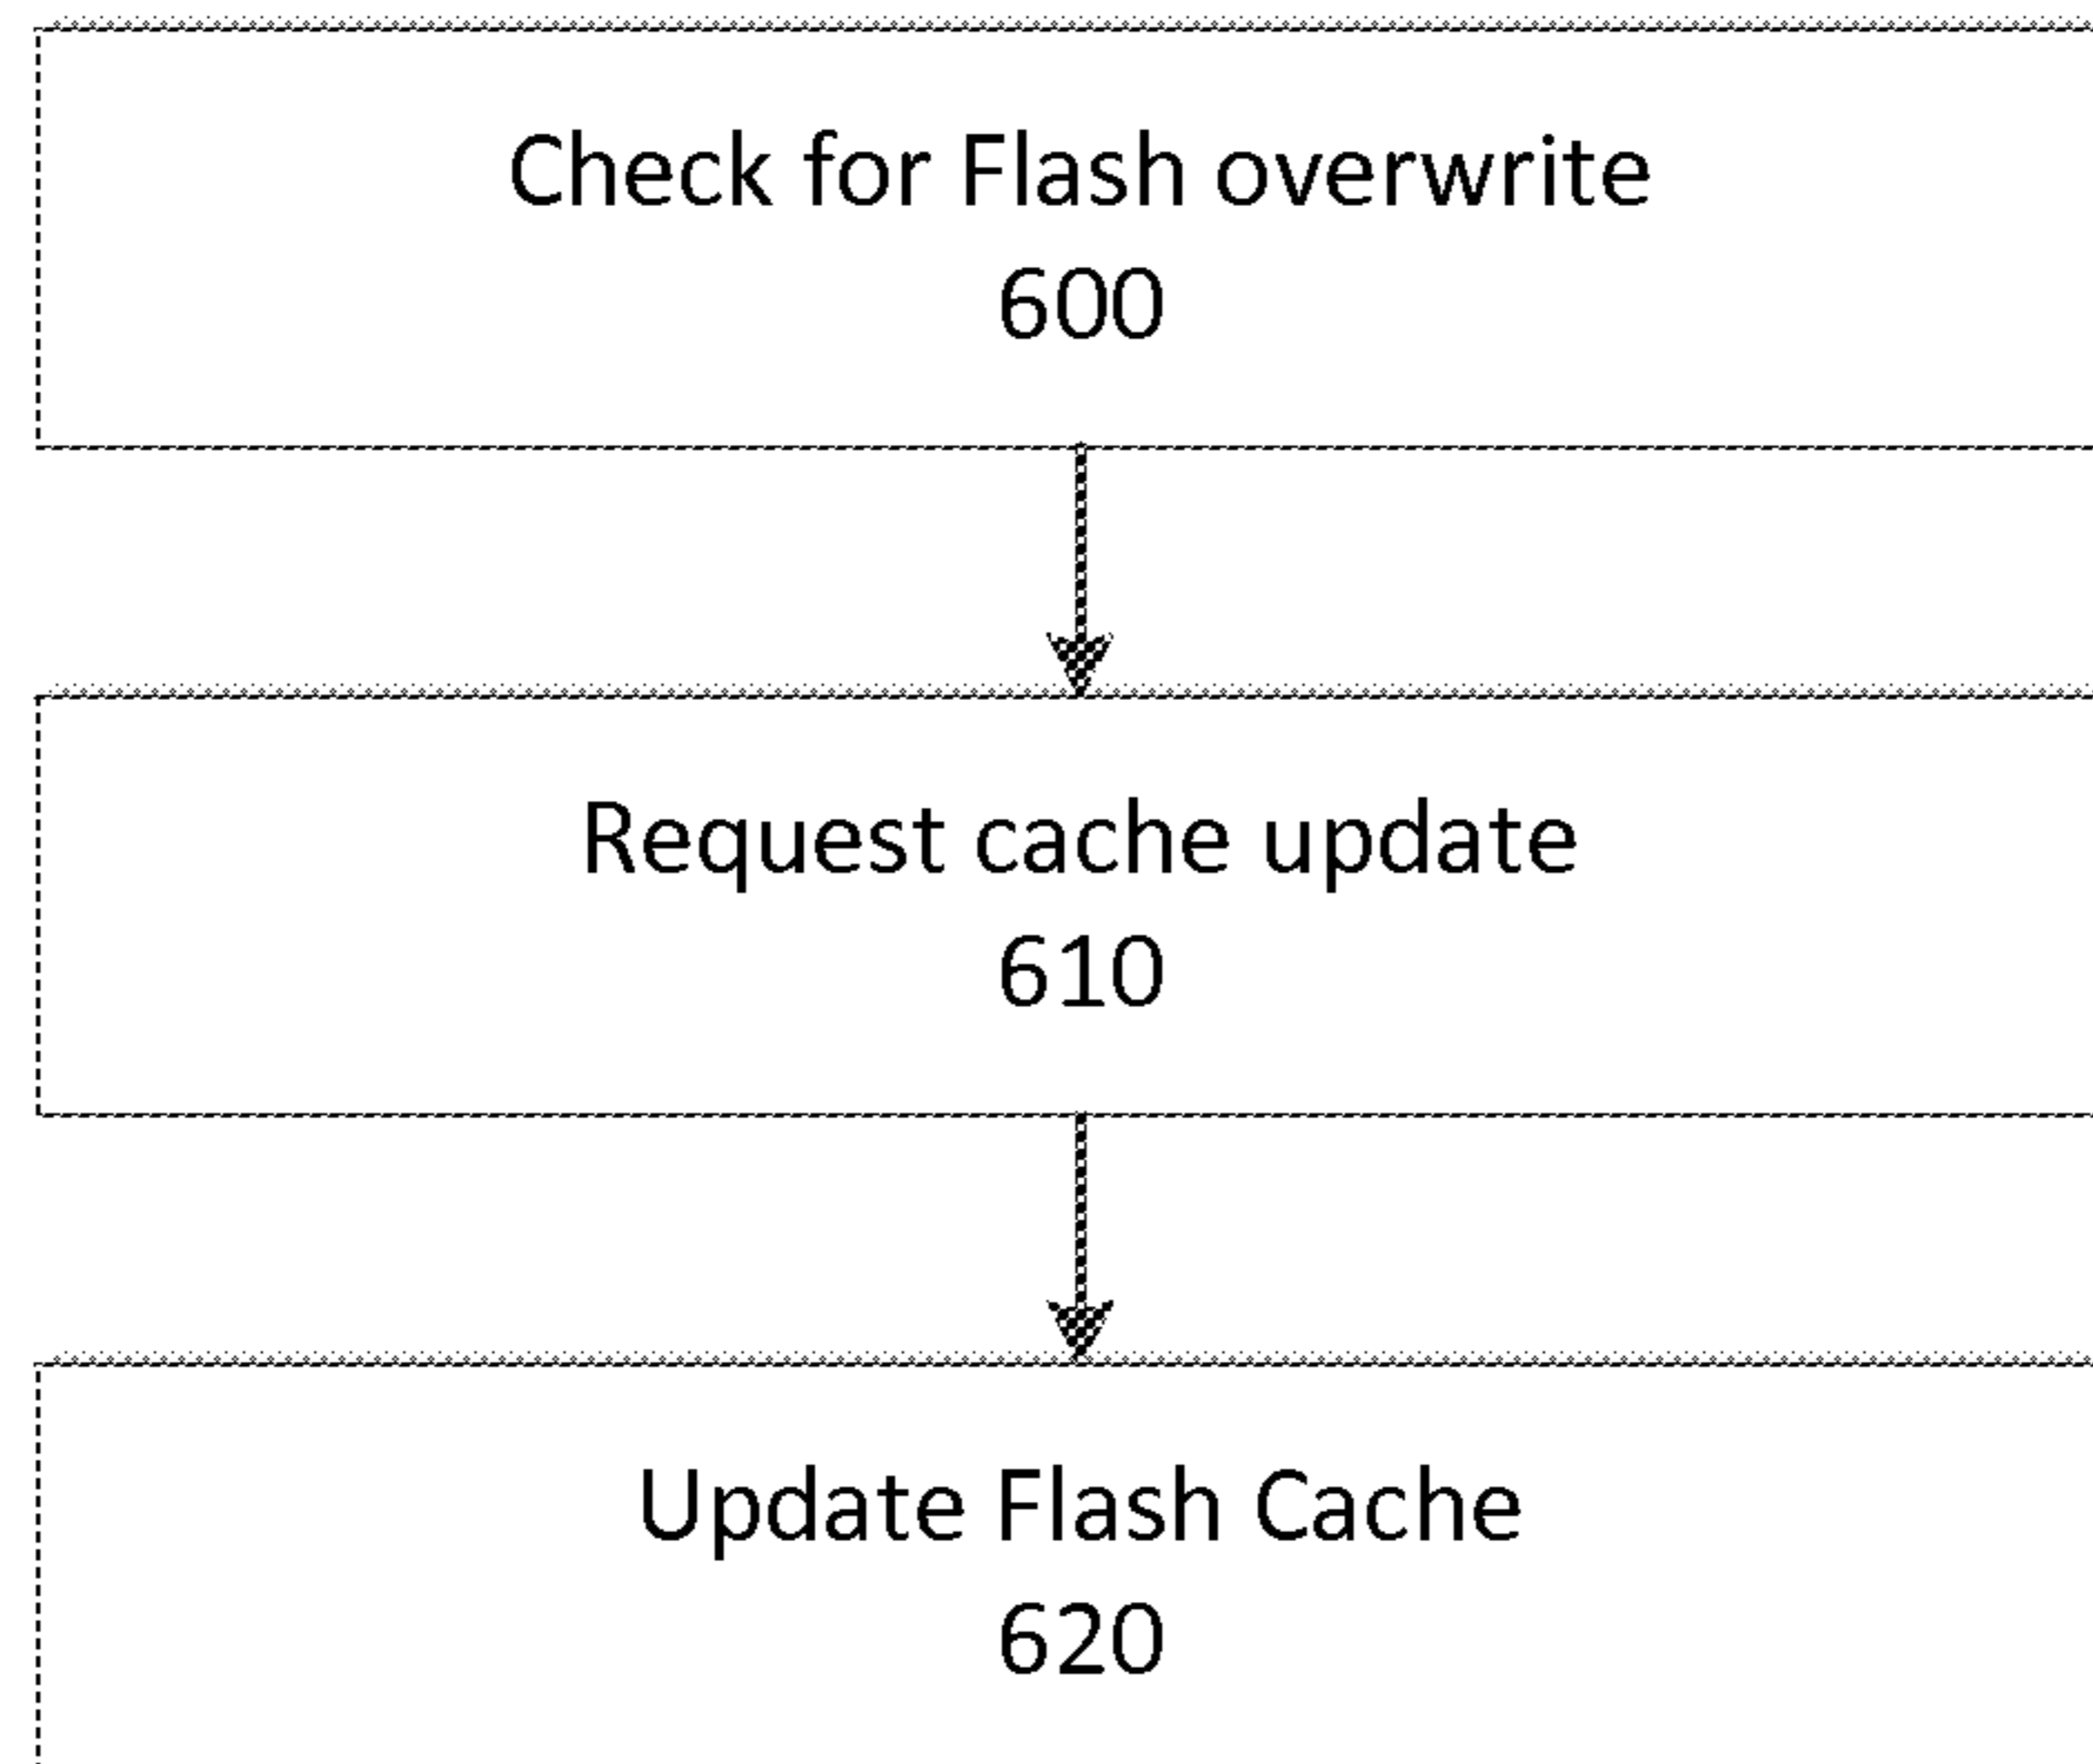 Check for Flash overwrite
600
Request cache update
610
Update Flash Cache
620